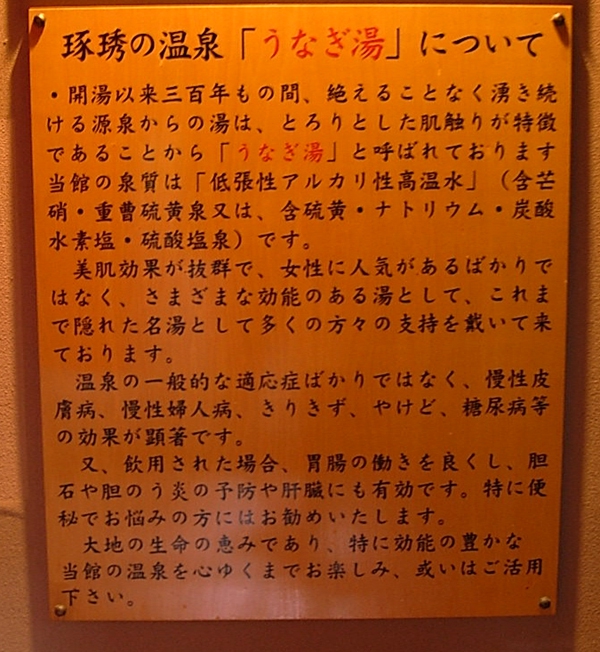 琢琇の温泉「うなぎ湯」について
・開湯以来三百年もの間、絶えることなく湧き続
ける源泉からの湯は、とろりとした肌触りが特徴
であることから「うなぎ湯」と呼ばれております
当館の泉質は「低張性アルカリ性高温水」（含芒
硝・重曹硫黄泉又は、含硫黄・ナトリウム・炭酸
水素塩・硫酸塩泉）です。
美肌効果が抜群で、女性に人気があるばかりで
はなく、さまざまな効能のある湯として、これま
で隠れた名湯として多くの方々の支持を戴いて来
ております。
温泉の一般的な適応症ばかりではなく、慢性皮
膚病、慢性婦人病、きりきず、やけど、糖尿病等
の効果が顕著です。
又、飲用された場合、胃腸の働きを良くし、胆
石や胆のう炎の予防や肝臓にも有効です。特に便
秘でお悩みの方にはお勧めいたします。
大地の生命の恵みであり、特に効能の豊かな
当館の温泉を心ゆくまでお楽しみ、或いはご活用
下さい。